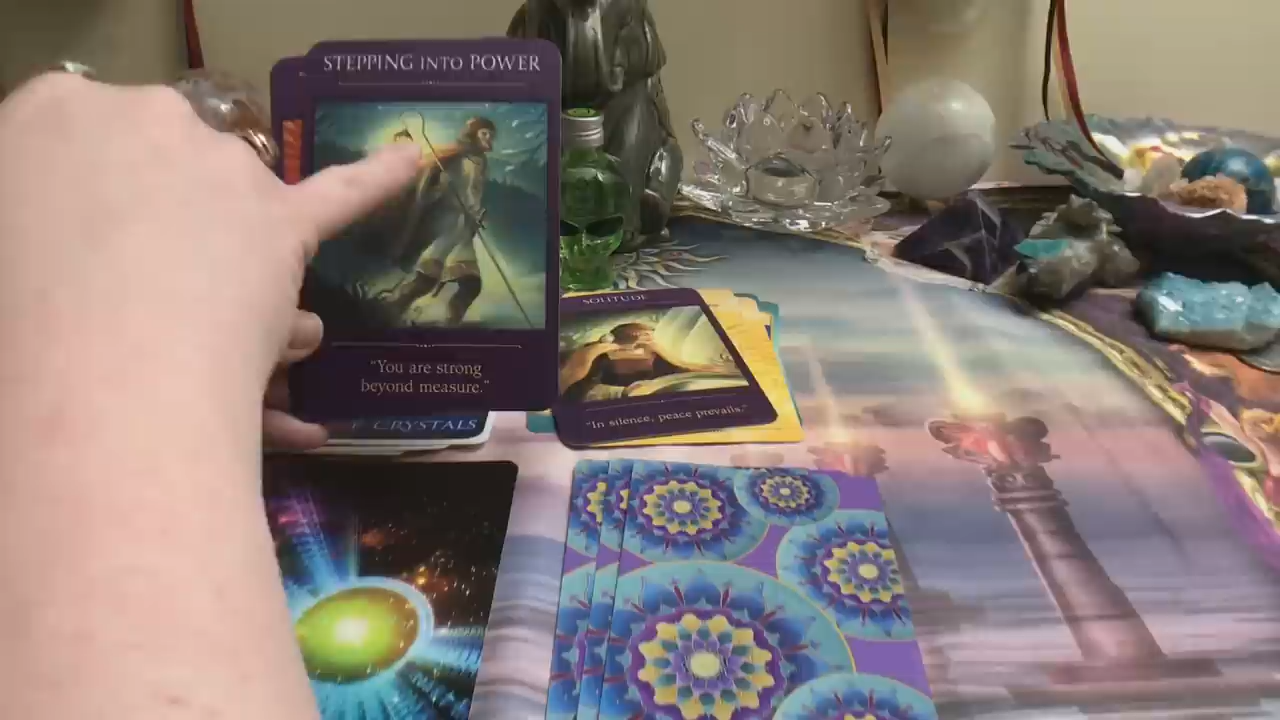 STEPPING INTO POWER
"You are strong
beyond measure."
SOLITUDE
"In silence, peace prevails."
CRYSTALS